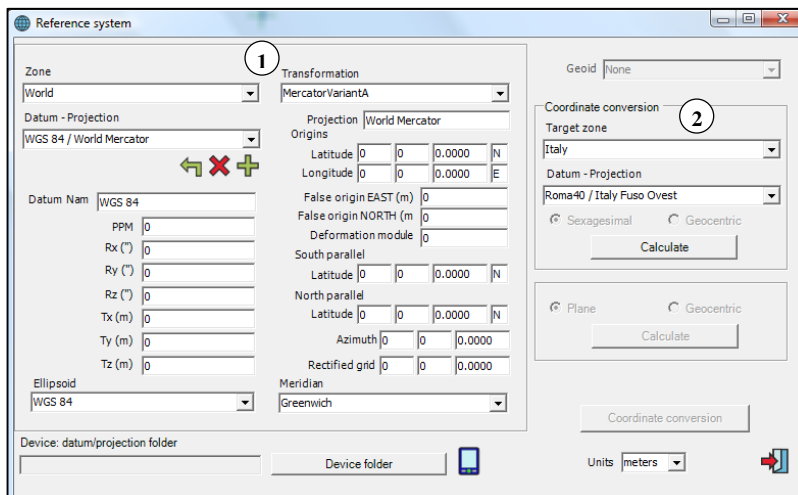 Reference system
1
Zone
World
Datum - Projection
WGS 84 / World Mercator
Datum Nam WGS 84
PPM 0
Rx (") 0
Ry (") 0
Rz (") 0
Tx (m) 0
Ty (m) 0
Tz (m) 0
Ellipsoid
WGS 84
Transformation
MercatorVariantA
Projection World Mercator
Origins
Latitude 0 0 0.0000 N
Longitude 0 0 0.0000 E
False origin EAST (m) 0
False origin NORTH (m 0
Deformation module 0
South parallel
Latitude 0 0 0.0000 N
North parallel
Latitude 0 0 0.0000 N
Azimuth 0 0 0.0000
Rectified grid 0 0 0.0000
Meridian
Greenwich
Geoid None
Coordinate conversion
2
Target zone
Italy
Datum - Projection
Roma40 / Italy Fuso Ovest
Sexagesimal Geocentric
Calculate
Plane Geocentric
Calculate
Coordinate conversion
Device: datum/projection folder
Device folder
Units meters